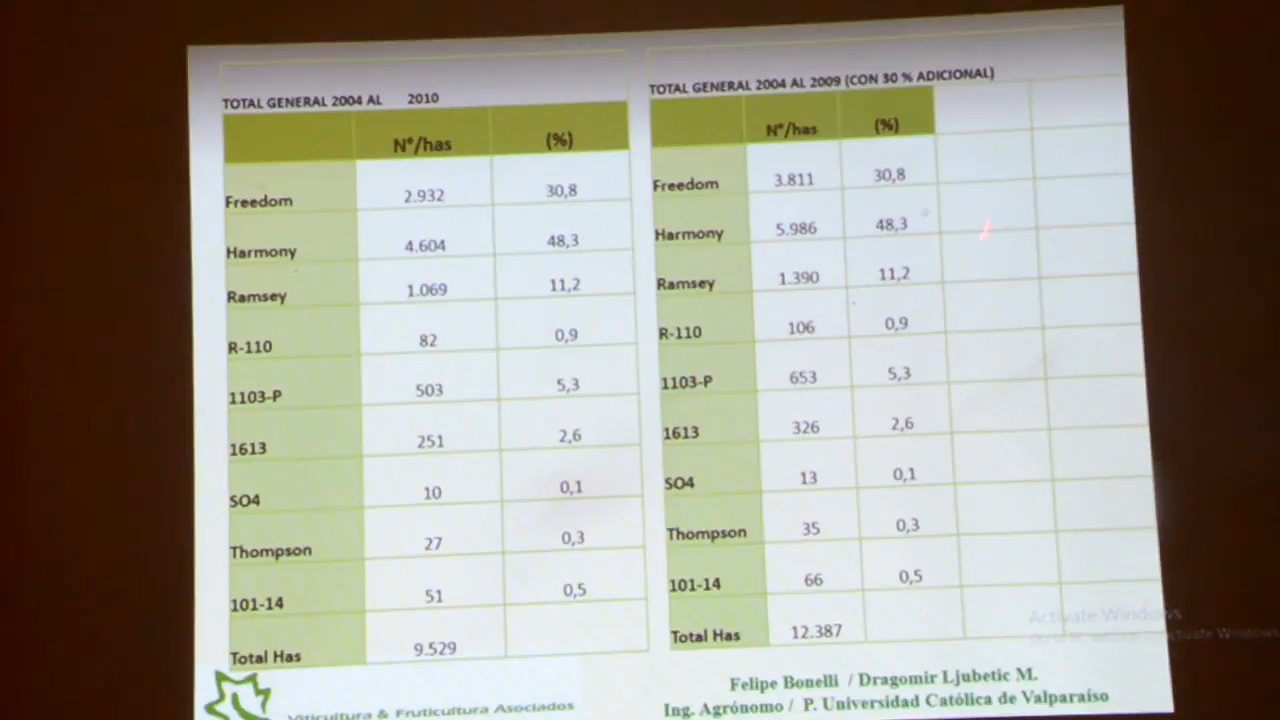 TOTAL GENERAL 2004 AL 2010
N°/has (%)
Freedom 2.932 30,8
Harmony 4.604 48,3
Ramsey 1.069 11,2
R-110 82 0,9
1103-P 503 5,3
1613 251 2,6
SO4 10 0,1
Thompson 27 0,3
101-14 51 0,5
Total Has 9.529
TOTAL GENERAL 2004 AL 2009 (CON 30 % ADICIONAL)
N°/has (%)
Freedom 3.811 30,8
Harmony 5.986 48,3
Ramsey 1.390 11,2
R-110 106 0,9
1103-P 653 5,3
1613 326 2,6
SO4 13 0,1
Thompson 35 0,3
101-14 66 0,5
Total Has 12.387
Activate Windows
Activate Windows
Viticultura & Fruticultura Asociados
Felipe Bonelli / Dragomir Ljubetic M.
Ing. Agrónomo / P. Universidad Católica de Valparaíso